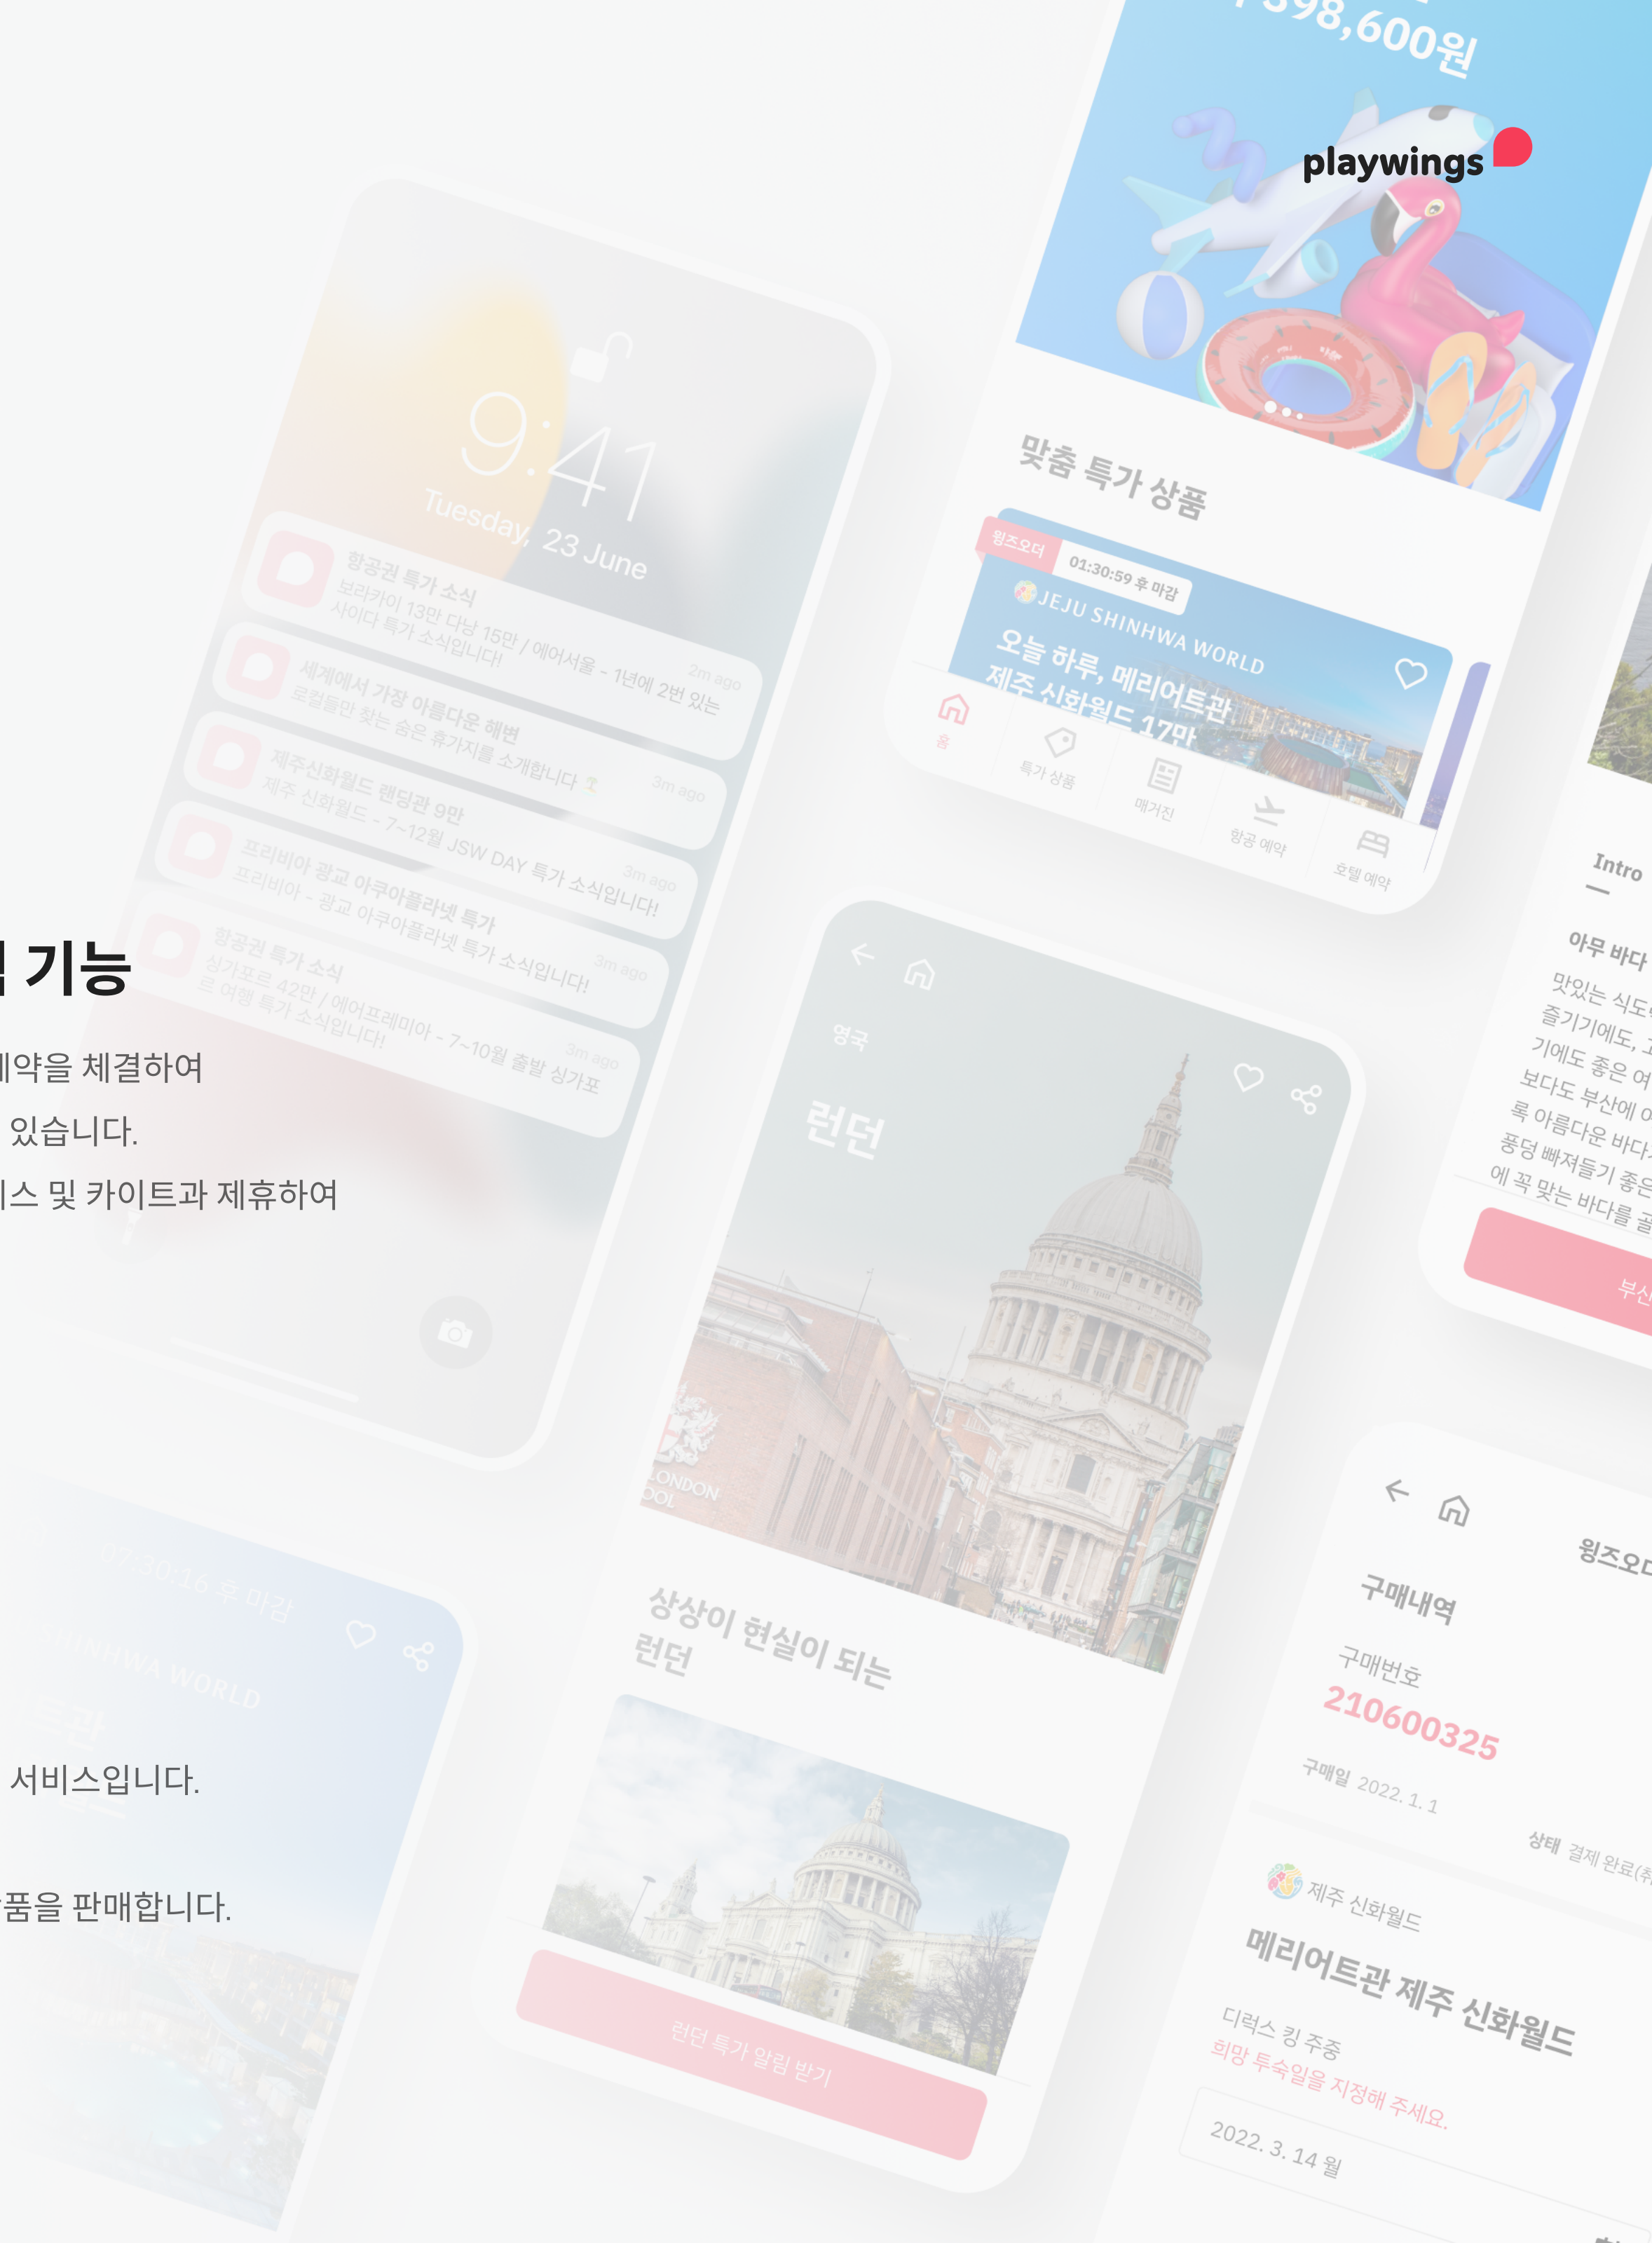 398,600원
playwings
9:41
Tuesday, 23 June
항공권 특가 소식
2m ago
보라카이 13만 다낭 15만 / 에어서울 - 1년에 2번 있는
사이다 특가 소식입니다!
세계에서 가장 아름다운 해변
3m ago
로컬들만 찾는 숨은 휴가지를 소개합니다
제주신화월드 랜딩관 9만
3m ago
제주 신화월드 - 7~12월 JSW DAY 특가 소식입니다!
프리비아 광교 아쿠아플라넷 특가
3m ago
프리비아 - 광교 아쿠아플라넷 특가 소식입니다!
항공권 특가 소식
3m ago
싱가포르 42만 / 에어프레미아 - 7~10월 출발 싱가포
르 여행 특가 소식입니다!
맞춤 특가 상품
윙즈오더
01:30:59 후 마감
JEJU SHINHWA WORLD
오늘 하루, 메리어트관
제주 신화월드 17만
홈
특가 상품
매거진
항공 예약
호텔 예약
Intro
아무 바다
맛있는 식도
즐기기에도,
기에도 좋은 여
보다도 부산에
록 아름다운 바다
풍덩 빠져들기 좋은
에 꼭 맞는 바다를 골
부산
기능
계약을 체결하여
있습니다.
스 및 카이트과 제휴하여
영국
런던
LONDON
OOL
상상이 현실이 되는
런던
런던 특가 알림 받기
07:30:16 후 마감
SHINHWA WORLD
트관
서비스입니다.
품을 판매합니다.
윙즈오더
구매내역
구매번호
210600325
구매일 2022. 1. 1
상태 결제 완료(취
제주 신화월드
메리어트관 제주 신화월드
디럭스 킹 주중
희망 투숙일을 지정해 주세요.
2022. 3. 14 월